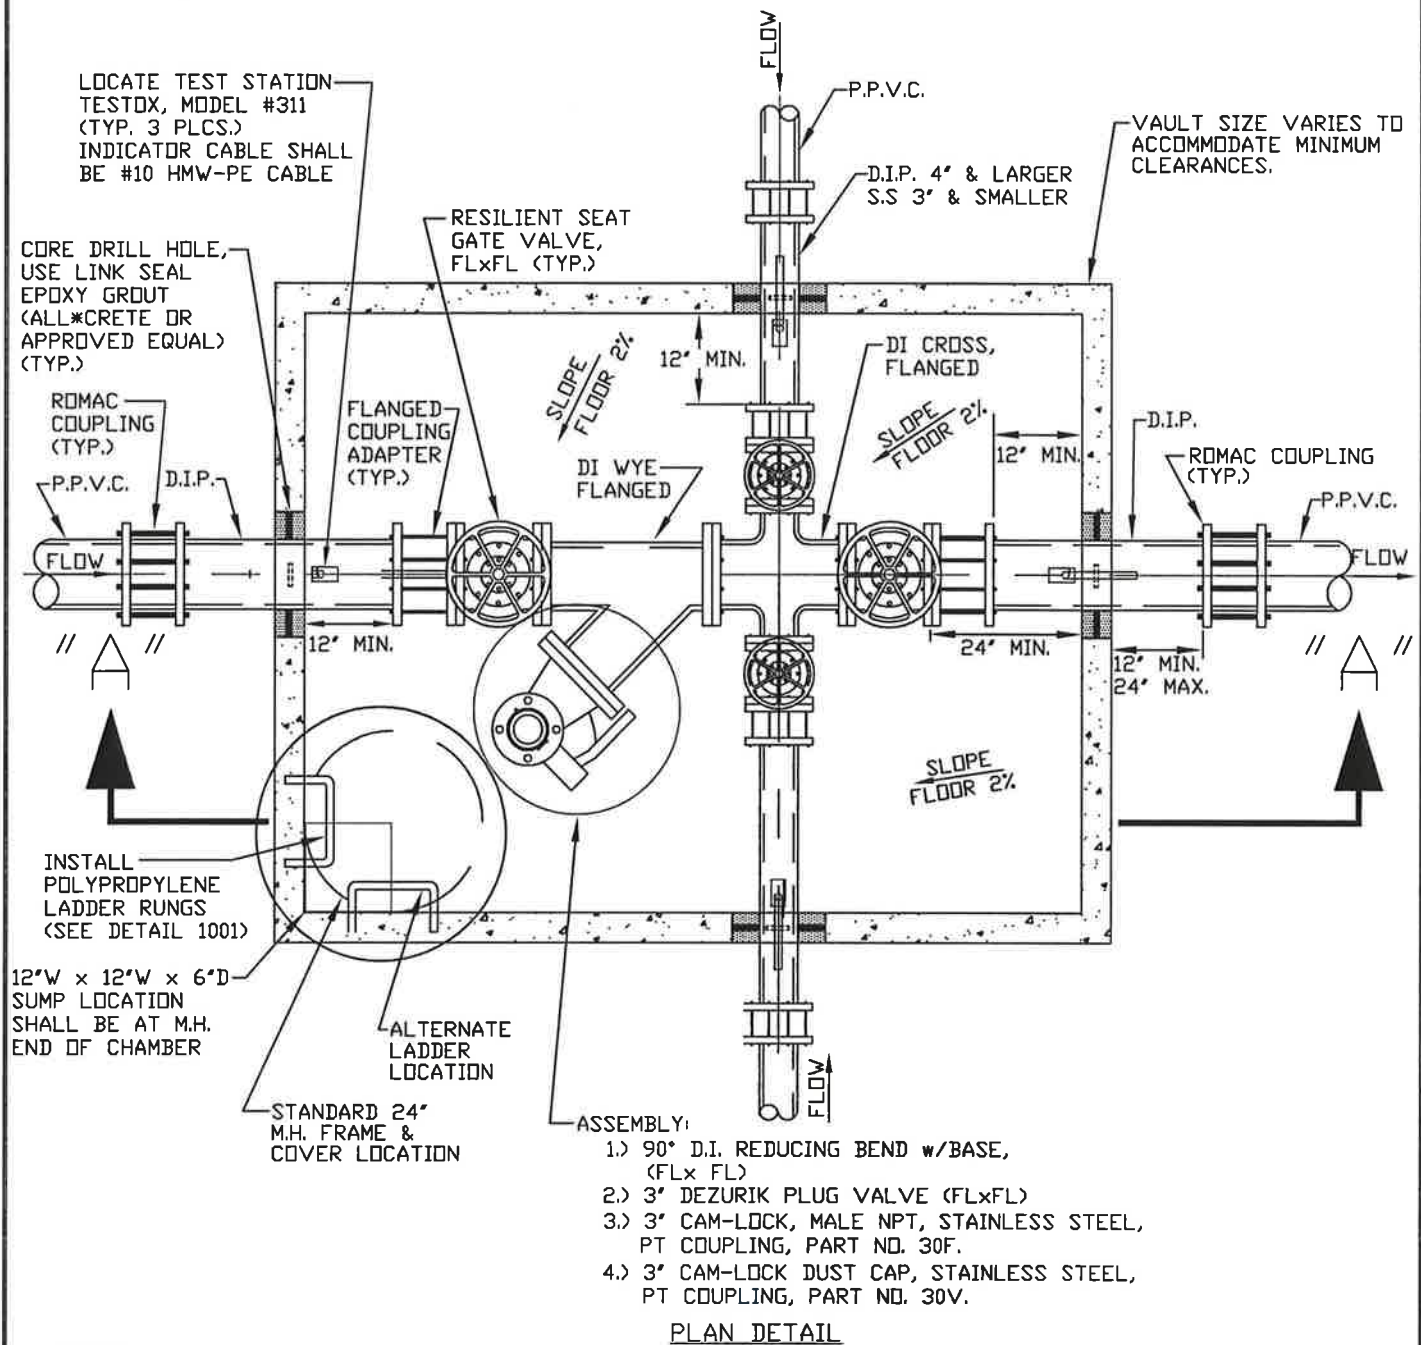 FLOW
P.P.V.C.
LOCATE TEST STATION
TESTOX, MODEL #311
(TYP. 3 PLCS.)
INDICATOR CABLE SHALL
BE #10 HMW-PE CABLE
VAULT SIZE VARIES TO
ACCOMMODATE MINIMUM
CLEARANCES.
D.I.P. 4" & LARGER
S.S 3" & SMALLER
RESILIENT SEAT
GATE VALVE,
FLxFL (TYP.)
CORE DRILL HOLE,
USE LINK SEAL
EPOXY GROUT
(ALL*CRETE OR
APPROVED EQUAL)
(TYP.)
SLOPE
FLOOR 2%
12" MIN.
DI CROSS,
FLANGED
SLOPE
FLOOR 2%
12" MIN.
ROMAC
COUPLING
(TYP.)
FLANGED
COUPLING
ADAPTER
(TYP.)
DI WYE
FLANGED
D.I.P.
ROMAC COUPLING
(TYP.)
P.P.V.C.
D.I.P.
P.P.V.C.
FLOW
FLOW
12" MIN.
24" MIN.
12" MIN.
24" MAX.
" A "
" A "
SLOPE
FLOOR 2%
INSTALL
POLYPROPYLENE
LADDER RUNGS
(SEE DETAIL 1001)
12"W x 12"W x 6"D
SUMP LOCATION
SHALL BE AT M.H.
END OF CHAMBER
ALTERNATE
LADDER
LOCATION
STANDARD 24"
M.H. FRAME &
COVER LOCATION
FLOW
ASSEMBLY:
1.) 90° D.I. REDUCING BEND w/BASE,
(FLx FL)
2.) 3" DEZURIK PLUG VALVE (FLxFL)
3.) 3" CAM-LOCK, MALE NPT, STAINLESS STEEL,
PT COUPLING, PART NO. 30F.
4.) 3" CAM-LOCK DUST CAP, STAINLESS STEEL,
PT COUPLING, PART NO. 30V.
PLAN DETAIL